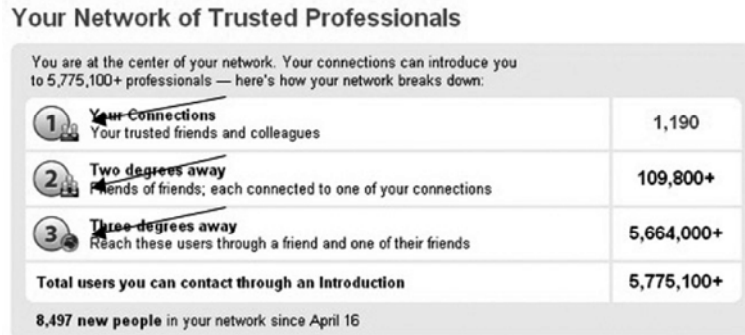 Your Network of Trusted Professionals
You are at the center of your network. Your connections can introduce you
to 5,775,100+ professionals — here's how your network breaks down:
1 Your Connections 1,190
Your trusted friends and colleagues
2 Two degrees away 109,800+
Friends of friends; each connected to one of your connections
3 Three degrees away 5,664,000+
Reach these users through a friend and one of their friends
Total users you can contact through an Introduction 5,775,100+
8,497 new people in your network since April 16